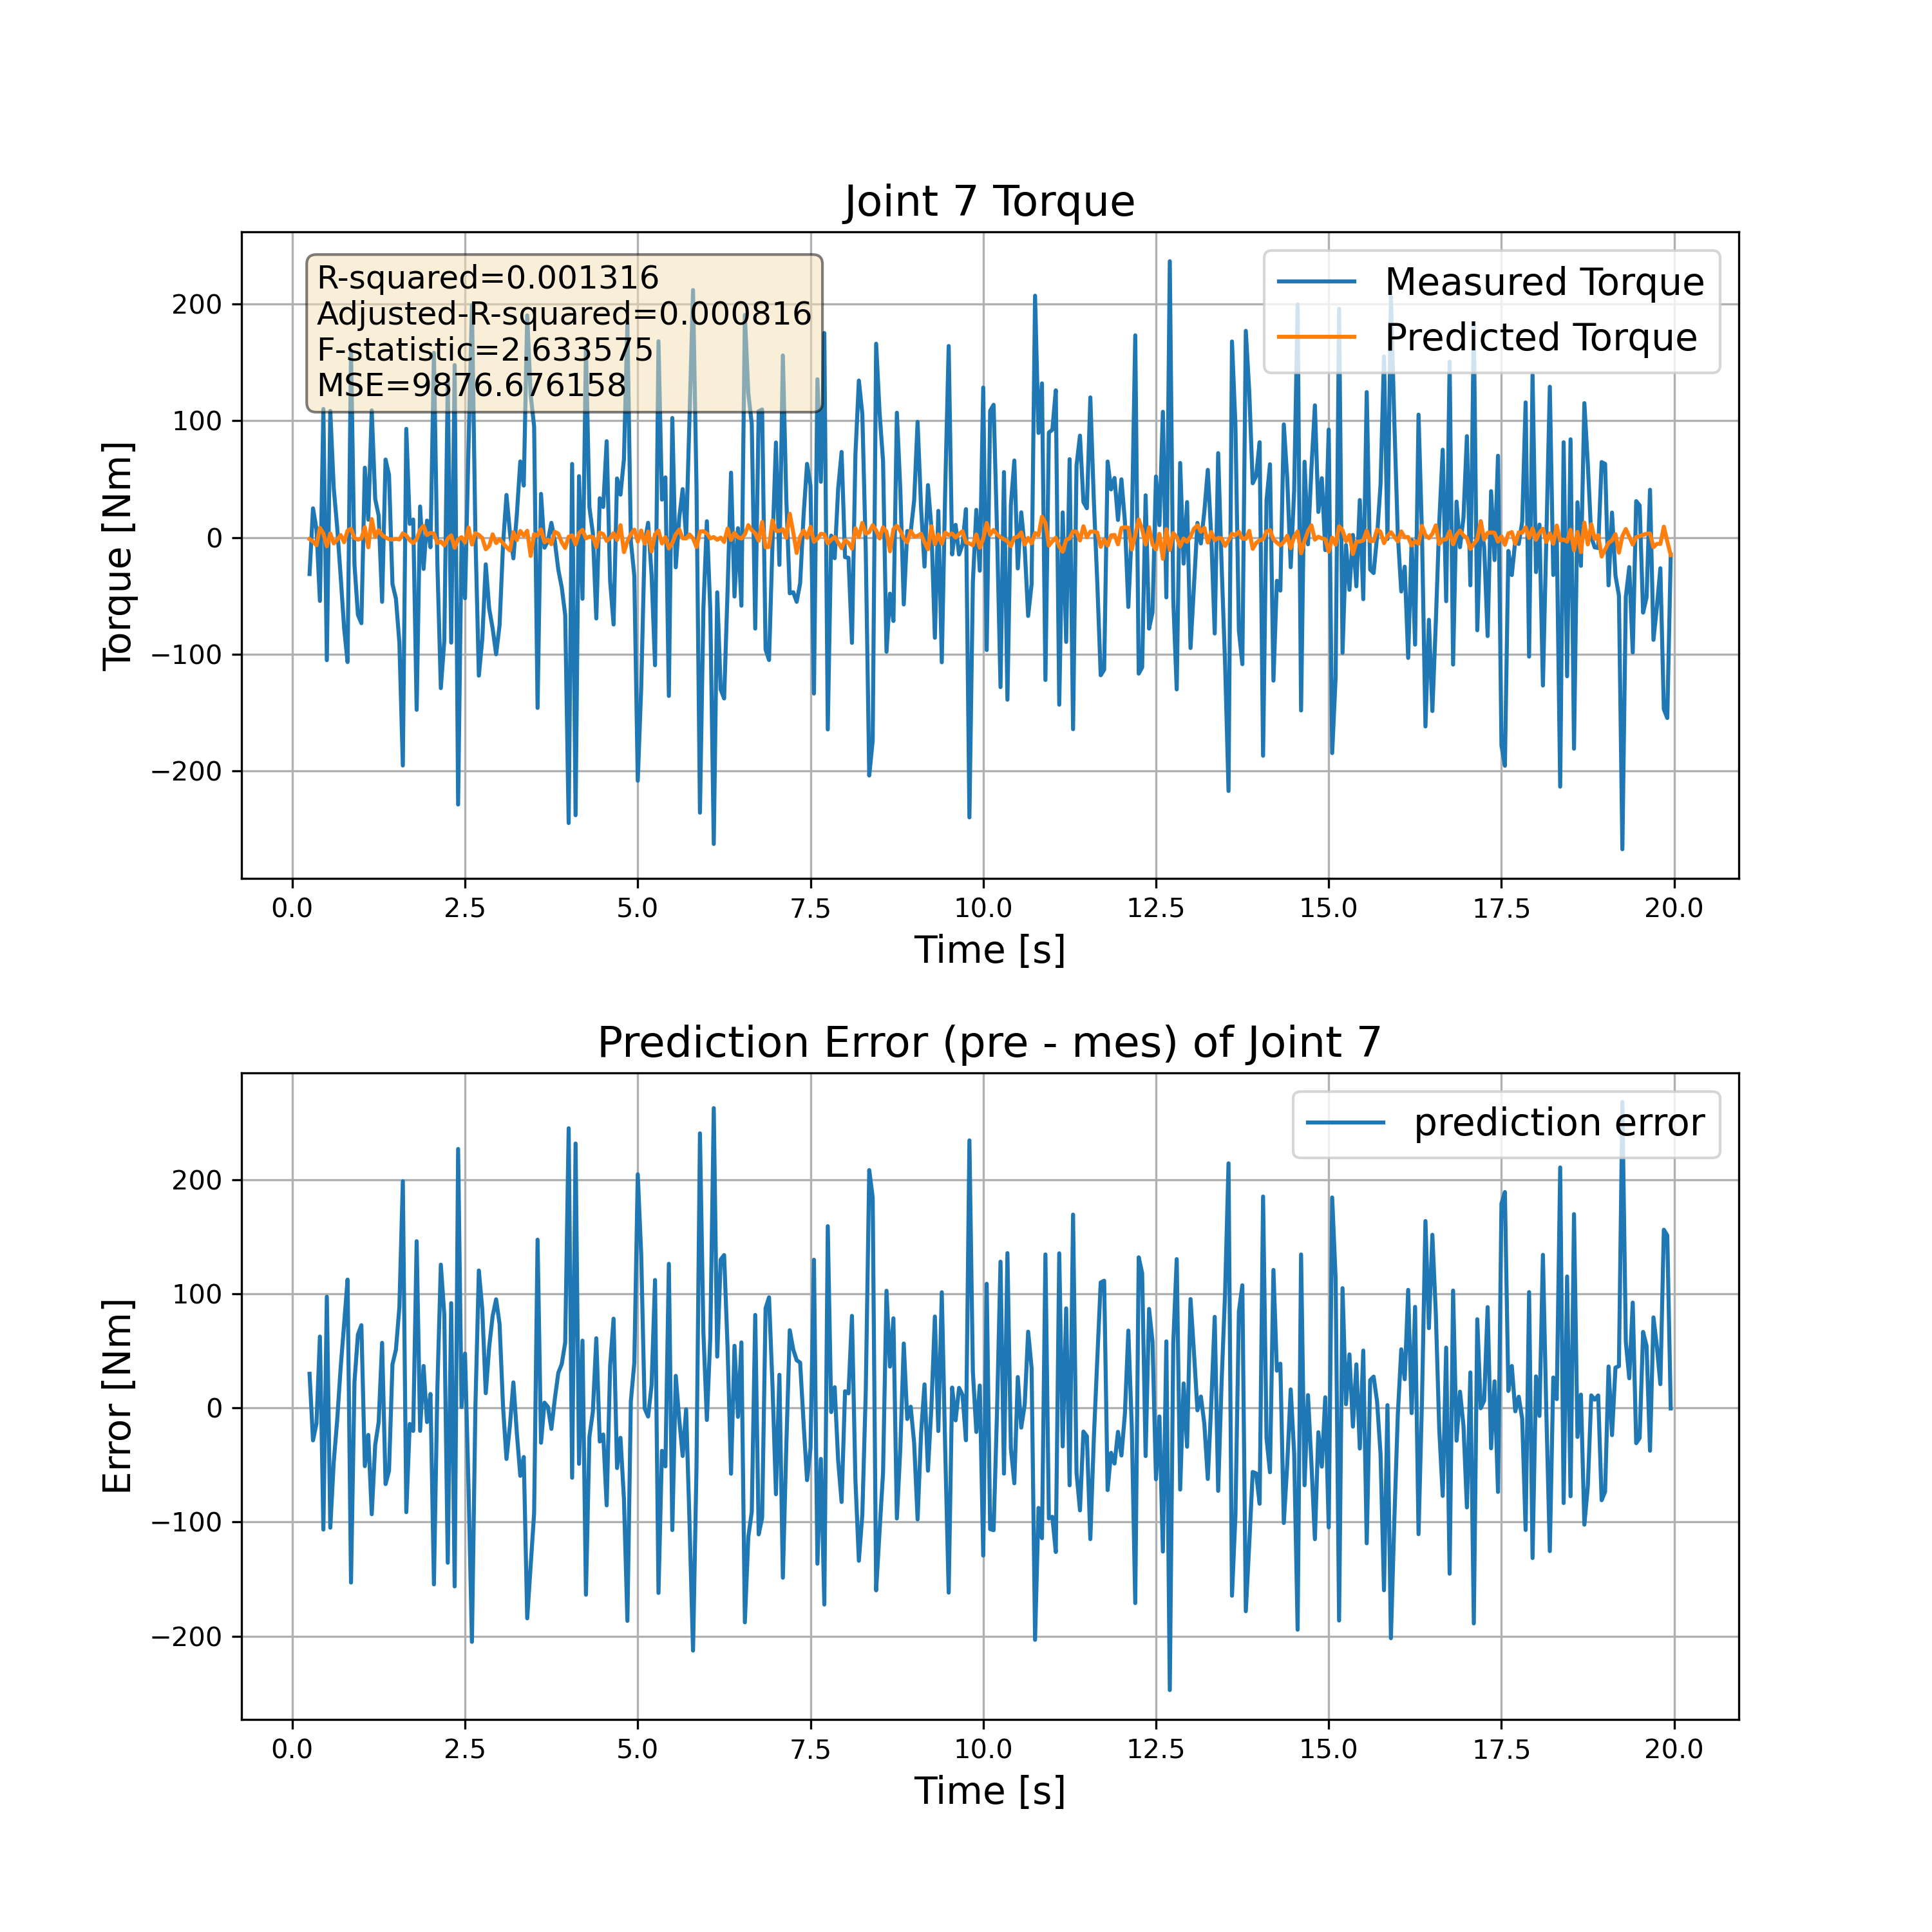 Joint 7 Torque
R-squared=0.001316
Adjusted-R-squared=0.000816
F-statistic=2.633575
MSE=9876.676158
Measured Torque
Predicted Torque
Torque [Nm]
200
100
0
−100
−200
0.0 2.5 5.0 7.5 10.0 12.5 15.0 17.5 20.0
Time [s]
Prediction Error (pre - mes) of Joint 7
prediction error
Error [Nm]
200
100
0
−100
−200
0.0 2.5 5.0 7.5 10.0 12.5 15.0 17.5 20.0
Time [s]